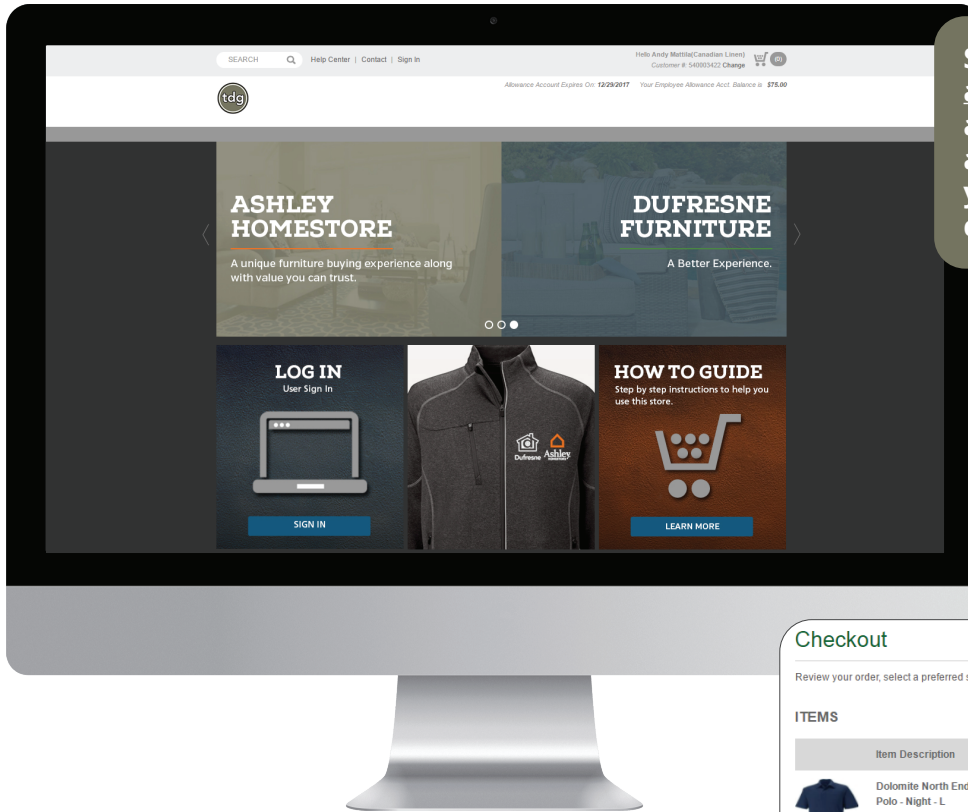 SEARCH Help Center | Contact | Sign In
Hello Andy Mattila(Canadian Linen)
Customer #: 540003422 Change (0)
Allowance Account Expires On: 12/29/2017 Your Employee Allowance Acct. Balance is $75.00
tdg
ASHLEY
HOMESTORE
A unique furniture buying experience along
with value you can trust.
DUFRESNE
FURNITURE
A Better Experience.
LOG IN
User Sign In
SIGN IN
Dufresne Ashley
HOMESTORE
HOW TO GUIDE
Step by step instructions to help you
use this store.
LEARN MORE
Checkout
Review your order, select a preferred s
ITEMS
Item Description
Dolomite North End
Polo - Night - L